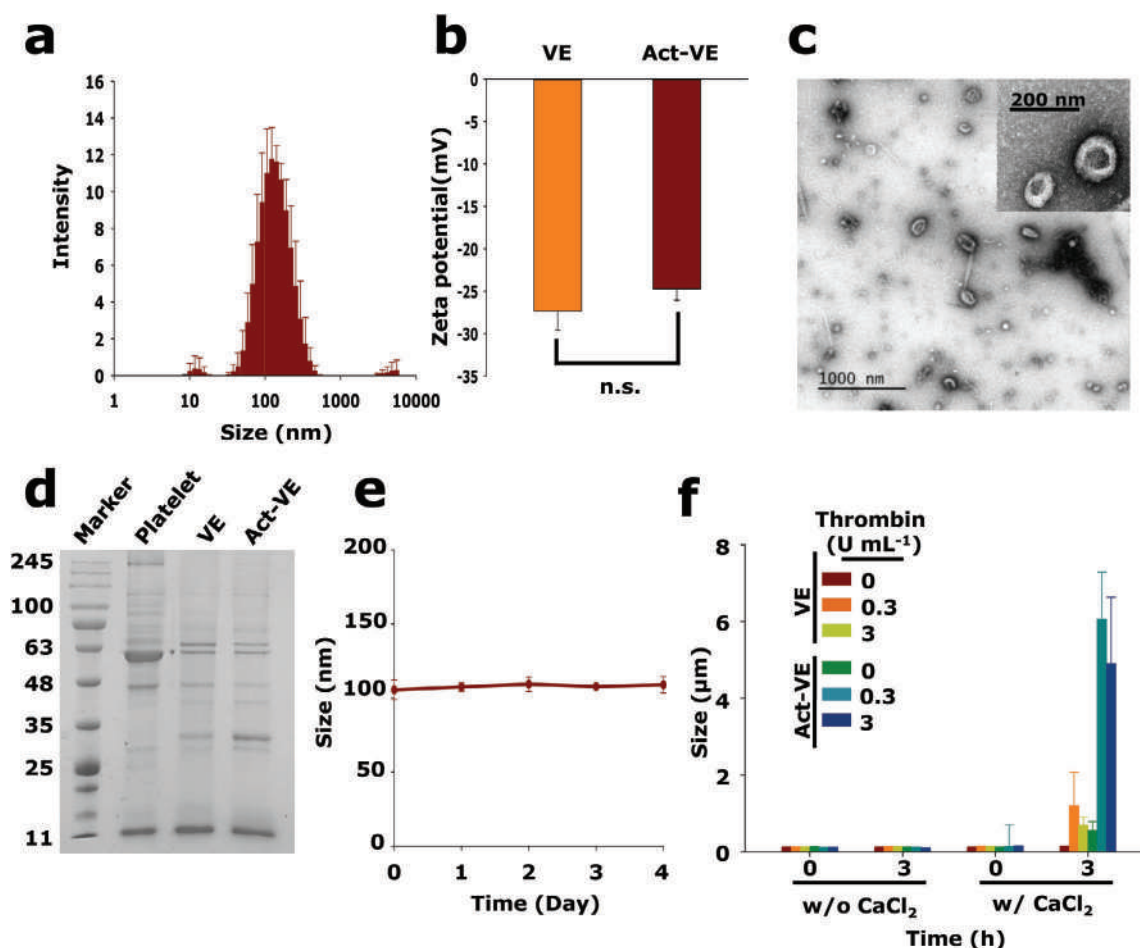 a
16
14
12
10
8
6
4
2
0
Intensity
1 10 100 1000 10000
Size (nm)
b
VE Act-VE
0
-5
-10
-15
-20
-25
-30
-35
Zeta potential(mV)
n.s.
c
200 nm
1000 nm
d
Marker Platelet VE Act-VE
245
100
63
48
35
25
11
e
200
150
100
50
0
Size (nm)
0 1 2 3 4
Time (Day)
f
Thrombin
(U mL⁻¹)
VE
0
0.3
3
Act-VE
0
0.3
3
8
6
4
2
0
Size (μm)
0 3 0 3
w/o CaCl₂ w/ CaCl₂
Time (h)